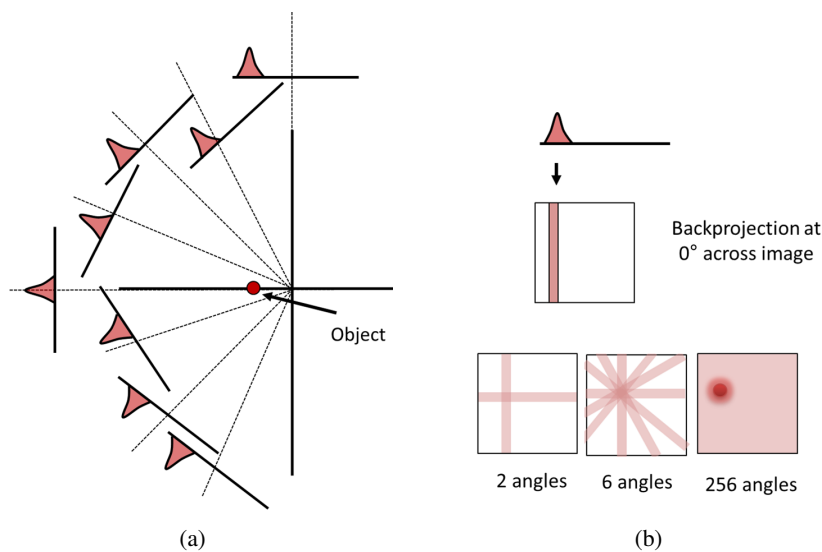 Object
Backprojection at
0° across image
2 angles
6 angles
256 angles
(a)
(b)